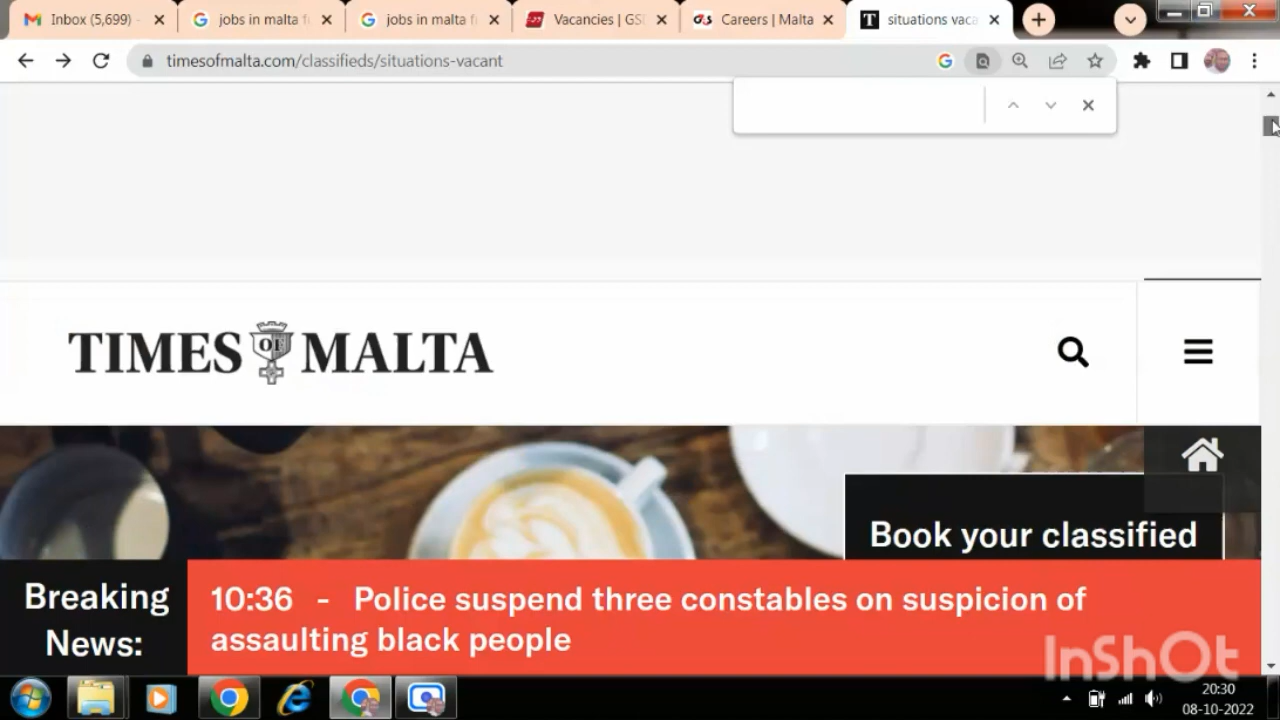 Inbox (5,699)
jobs in malta f
jobs in malta f
Vacancies | GS
Careers | Malta
situations vaca
timesofmalta.com/classifieds/situations-vacant
TIMES OF MALTA
Book your classified
Breaking
News:
10:36 - Police suspend three constables on suspicion of
assaulting black people
InShOt
20:30
08-10-2022